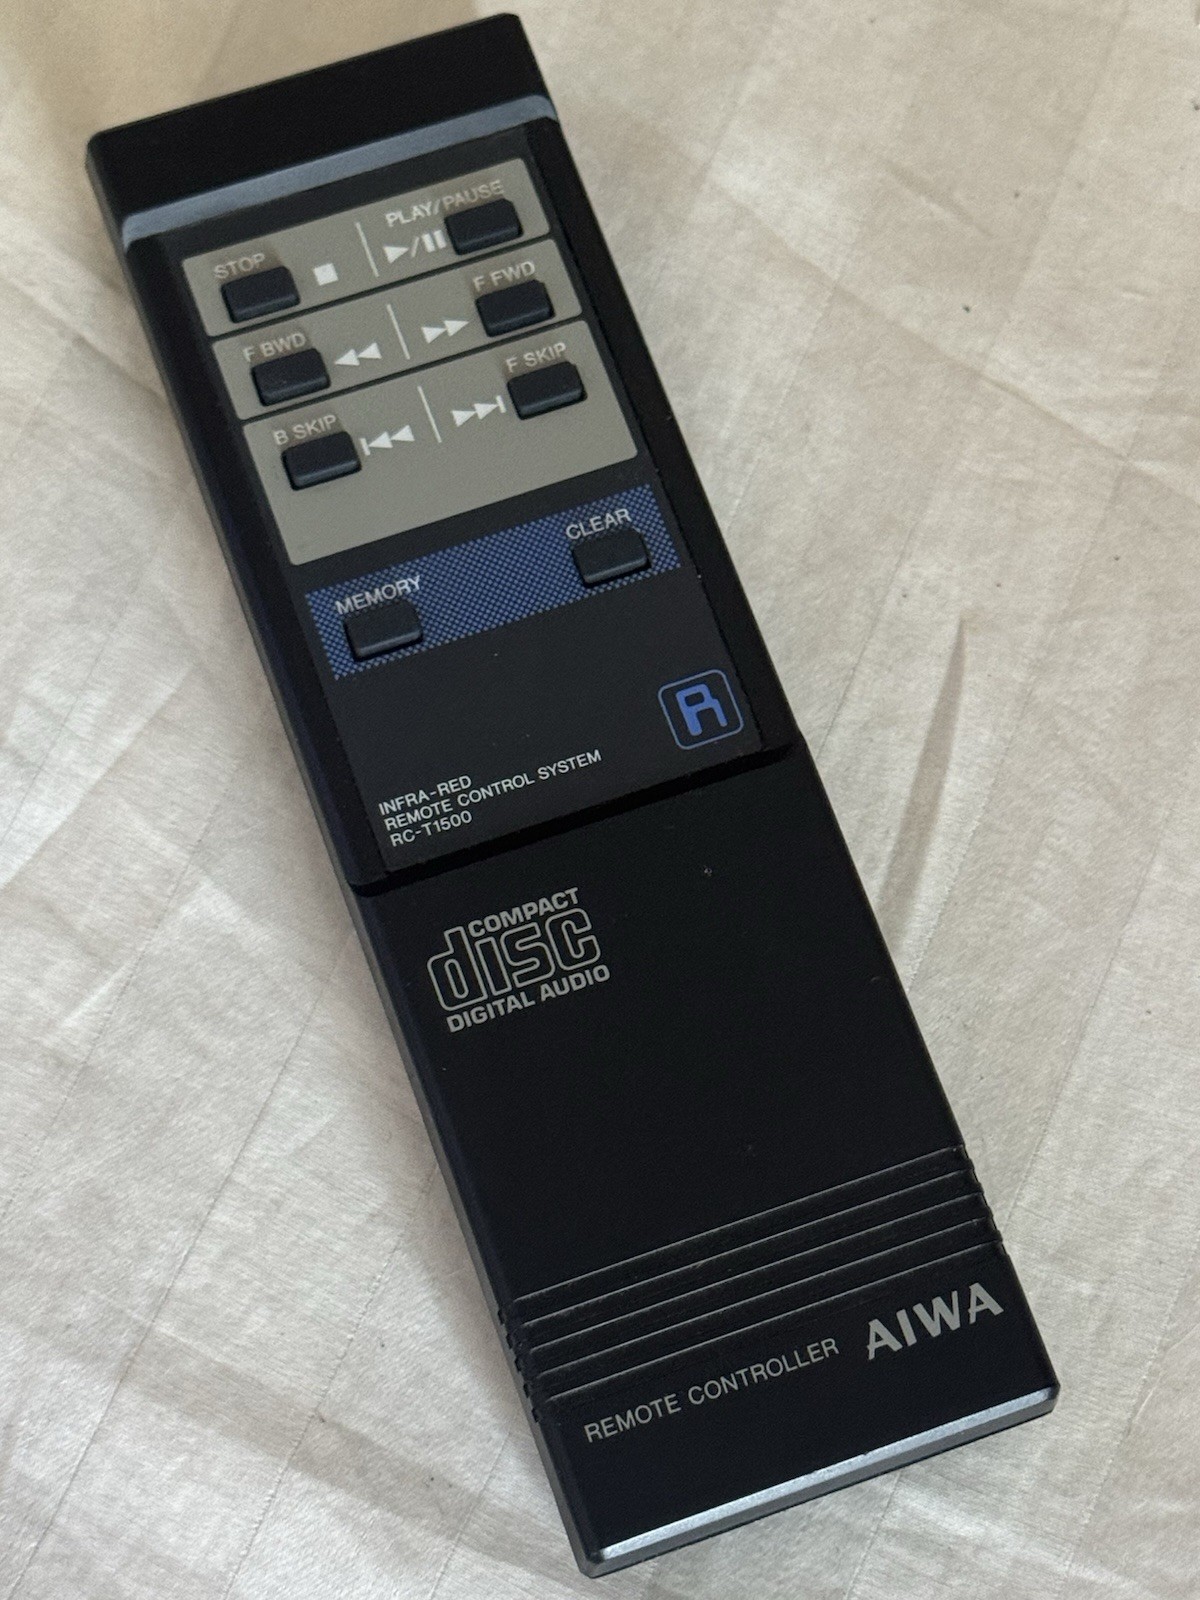 PLAY/PAUSE
STOP
F FWD
F BWD
F SKIP
B SKIP
CLEAR
MEMORY
R
INFRA-RED
REMOTE CONTROL SYSTEM
RC-T1500
COMPACT
disc
DIGITAL AUDIO
REMOTE CONTROLLER AIWA